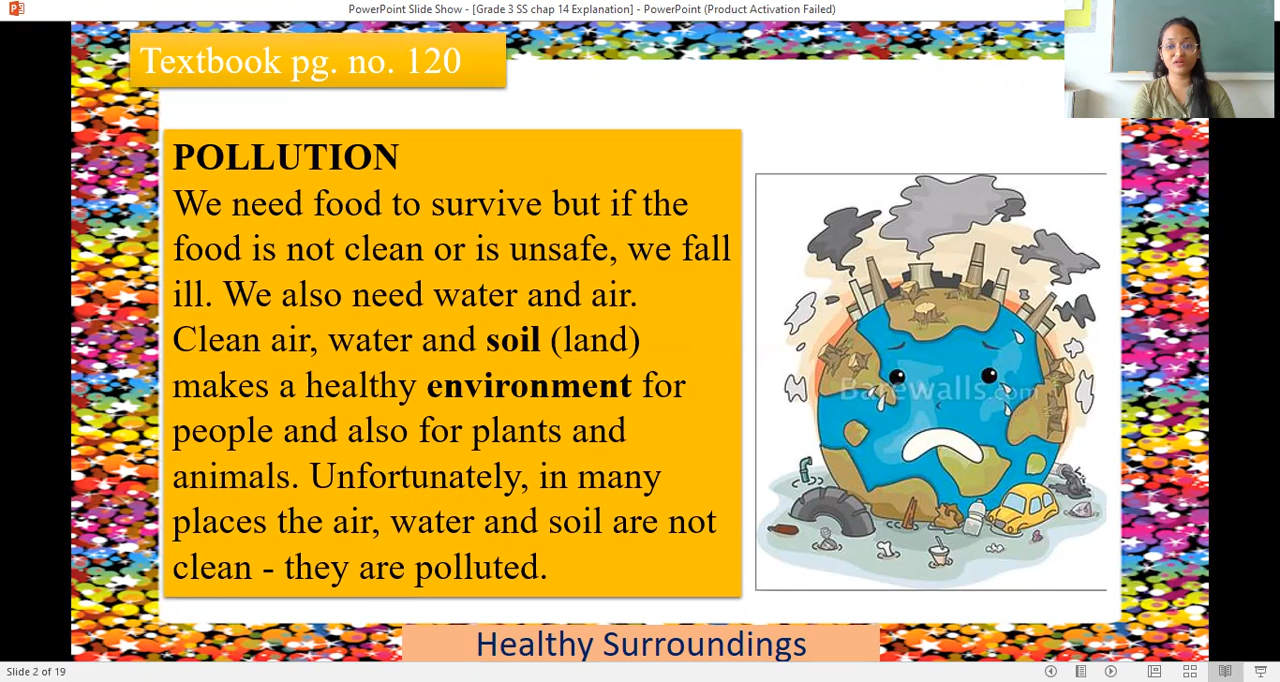 PowerPoint Slide Show - [Grade 3 SS chap 14 Explanation] - PowerPoint (Product Activation Failed)
Textbook pg. no. 120
POLLUTION
We need food to survive but if the
food is not clean or is unsafe, we fall
ill. We also need water and air.
Clean air, water and soil (land)
makes a healthy environment for
people and also for plants and
animals. Unfortunately, in many
places the air, water and soil are not
clean - they are polluted.
Barewalls.com
Healthy Surroundings
Slide 2 of 19